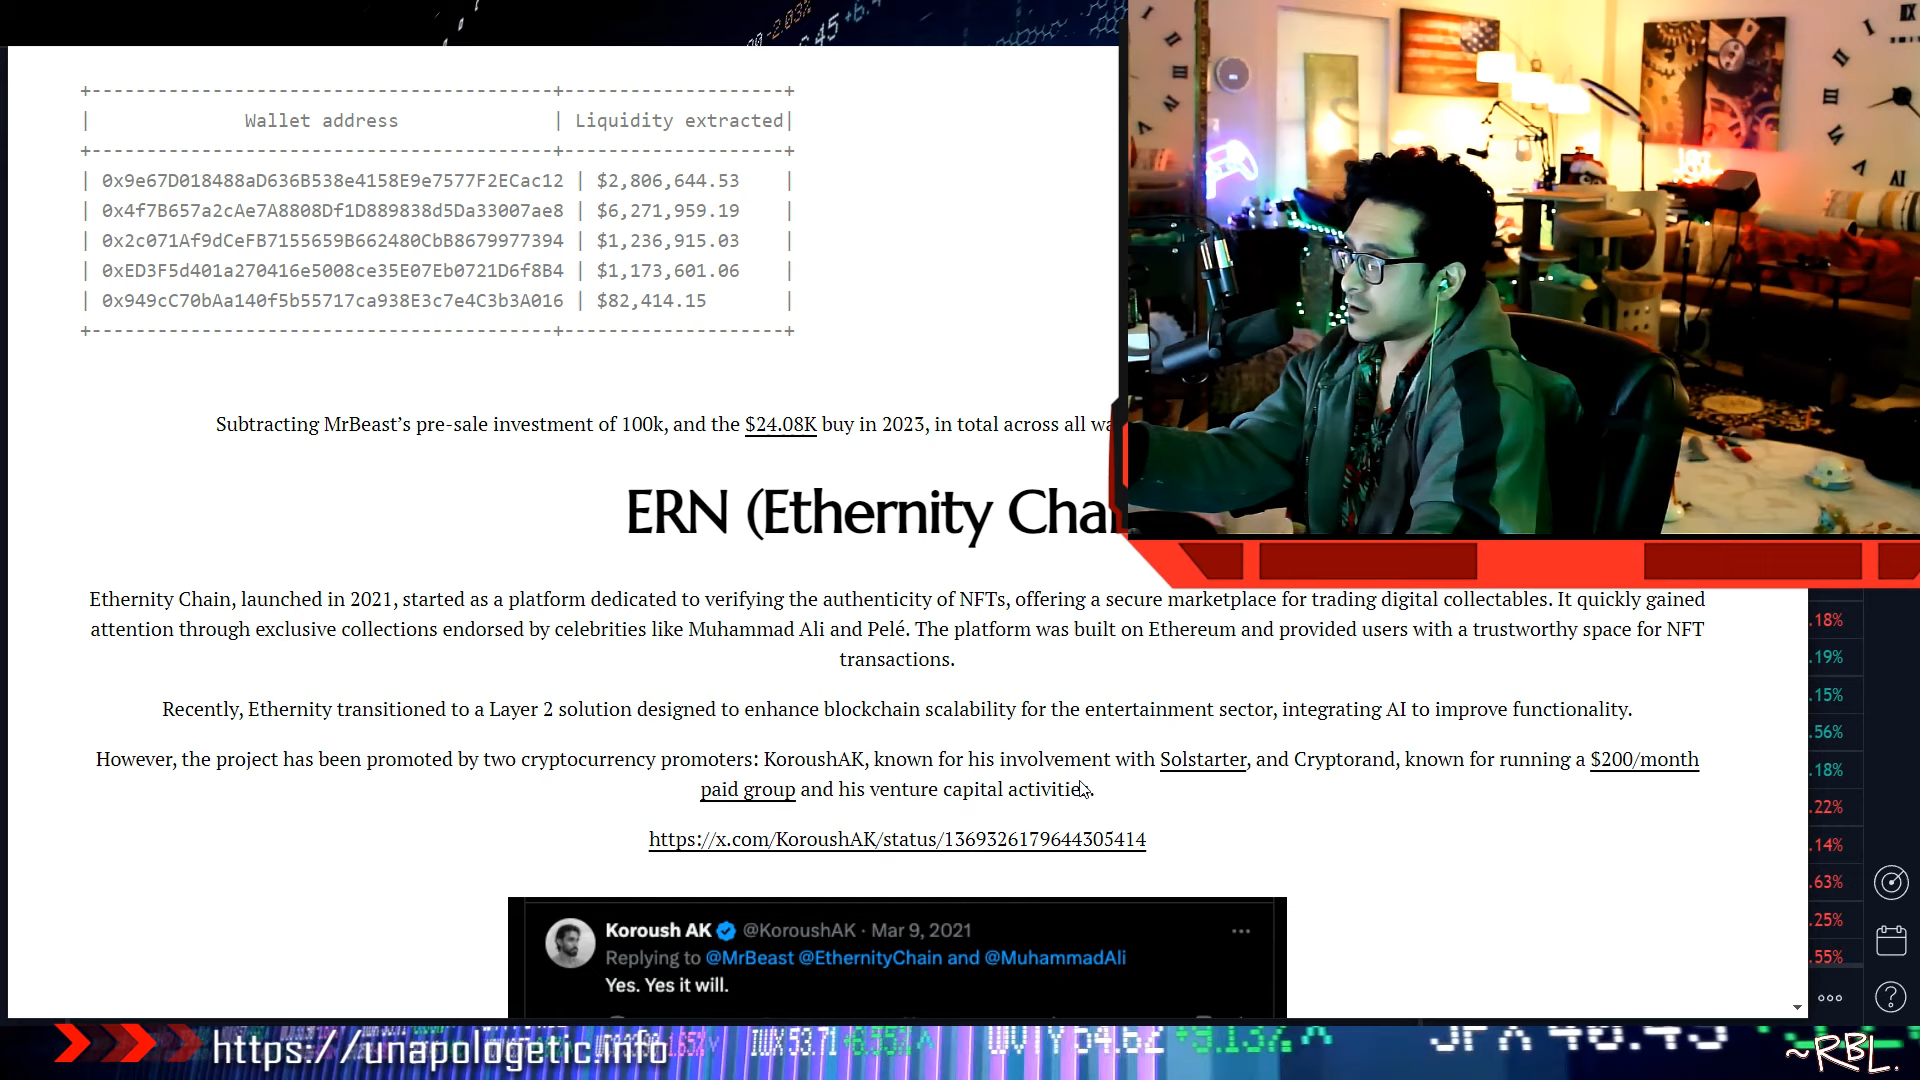 +-------------------------------------------+--------------------+
| Wallet address | Liquidity extracted|
+-------------------------------------------+--------------------+
| 0x9e67D018488aD636B538e4158E9e7577F2ECac12 | $2,806,644.53 |
| 0x4f7B657a2cAe7A8808Df1D889838d5Da33007ae8 | $6,271,959.19 |
| 0x2c071Af9dCeFB7155659B662480CbB8679977394 | $1,236,915.03 |
| 0xED3F5d401a270416e5008ce35E07Eb0721D6f8B4 | $1,173,601.06 |
| 0x949cC70bAa140f5b55717ca938E3c7e4C3b3A016 | $82,414.15 |
+-------------------------------------------+--------------------+
Subtracting MrBeast’s pre-sale investment of 100k, and the $24.08K buy in 2023, in total across all wa
ERN (Ethernity Chai
Ethernity Chain, launched in 2021, started as a platform dedicated to verifying the authenticity of NFTs, offering a secure marketplace for trading digital collectables. It quickly gained
attention through exclusive collections endorsed by celebrities like Muhammad Ali and Pelé. The platform was built on Ethereum and provided users with a trustworthy space for NFT
transactions.
Recently, Ethernity transitioned to a Layer 2 solution designed to enhance blockchain scalability for the entertainment sector, integrating AI to improve functionality.
However, the project has been promoted by two cryptocurrency promoters: KoroushAK, known for his involvement with Solstarter, and Cryptorand, known for running a $200/month
paid group and his venture capital activities.
https://x.com/KoroushAK/status/1369326179644305414
Koroush AK @KoroushAK · Mar 9, 2021
Replying to @MrBeast @EthernityChain and @MuhammadAli
Yes. Yes it will.
.18%
.19%
.15%
.56%
.18%
.22%
.14%
.63%
.25%
.55%
https://unapologetic.info
IWX 53.71
~RBL.